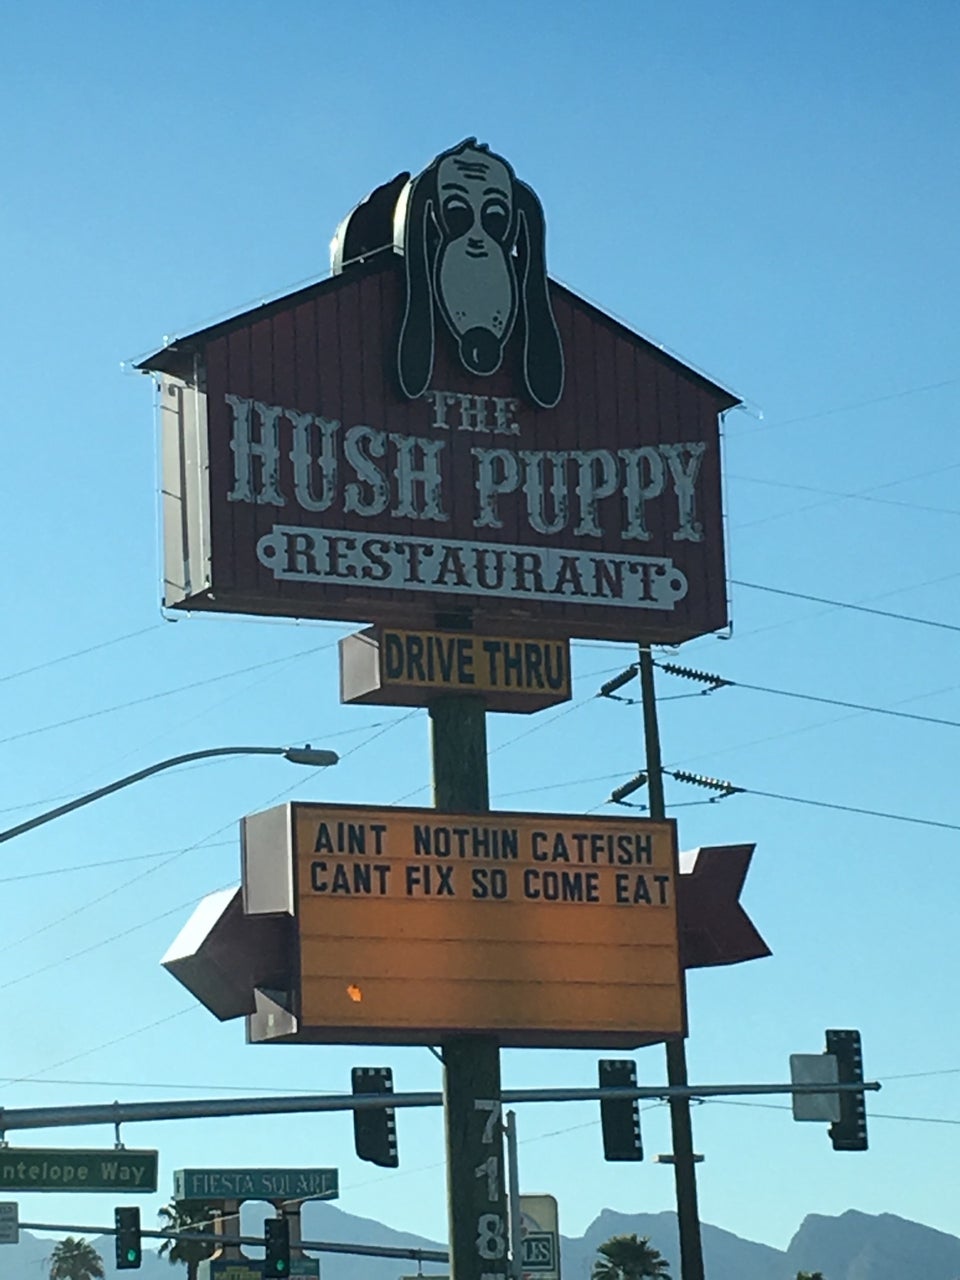 THE
HUSH PUPPY
RESTAURANT
DRIVE THRU
AINT NOTHIN CATFISH
CANT FIX SO COME EAT
7
1
8
ntelope Way
FIESTA SQUARE
LES